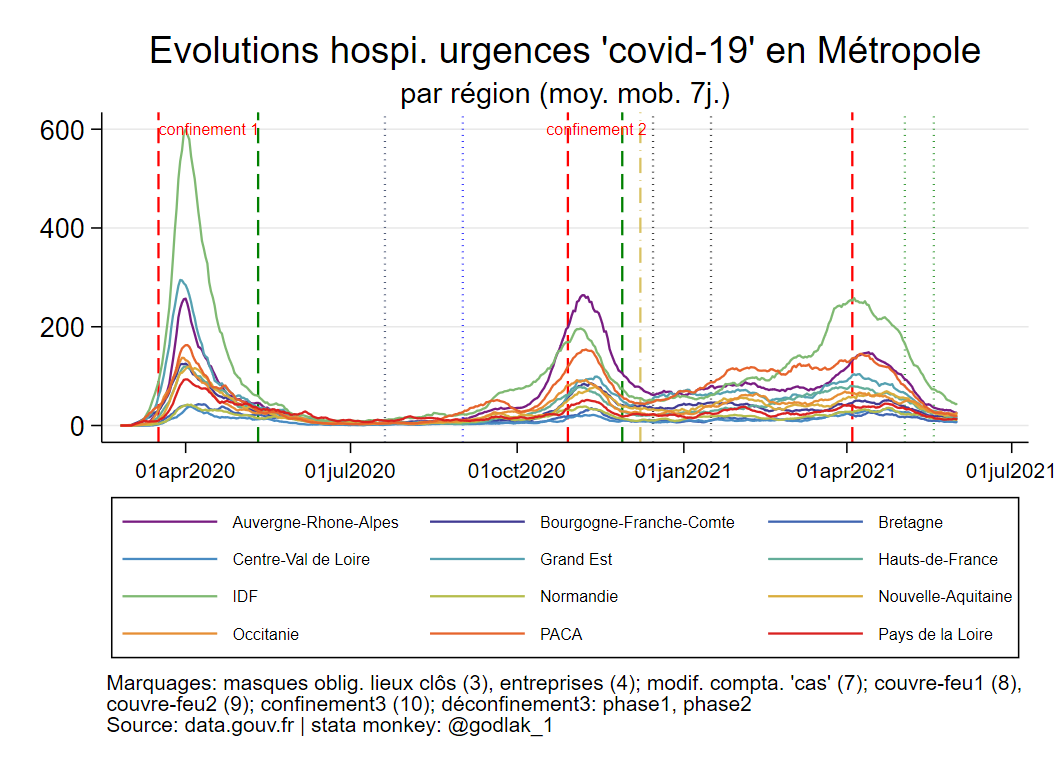 Evolutions hospi. urgences 'covid-19' en Métropole
par région (moy. mob. 7j.)
confinement 1
confinement 2
600
400
200
0
01apr2020
01jul2020
01oct2020
01jan2021
01apr2021
01jul2021
Auvergne-Rhone-Alpes
Bourgogne-Franche-Comte
Bretagne
Centre-Val de Loire
Grand Est
Hauts-de-France
IDF
Normandie
Nouvelle-Aquitaine
Occitanie
PACA
Pays de la Loire
Marquages: masques oblig. lieux clôs (3), entreprises (4); modif. compta. 'cas' (7); couvre-feu1 (8),
couvre-feu2 (9); confinement3 (10); déconfinement3: phase1, phase2
Source: data.gouv.fr | stata monkey: @godlak_1